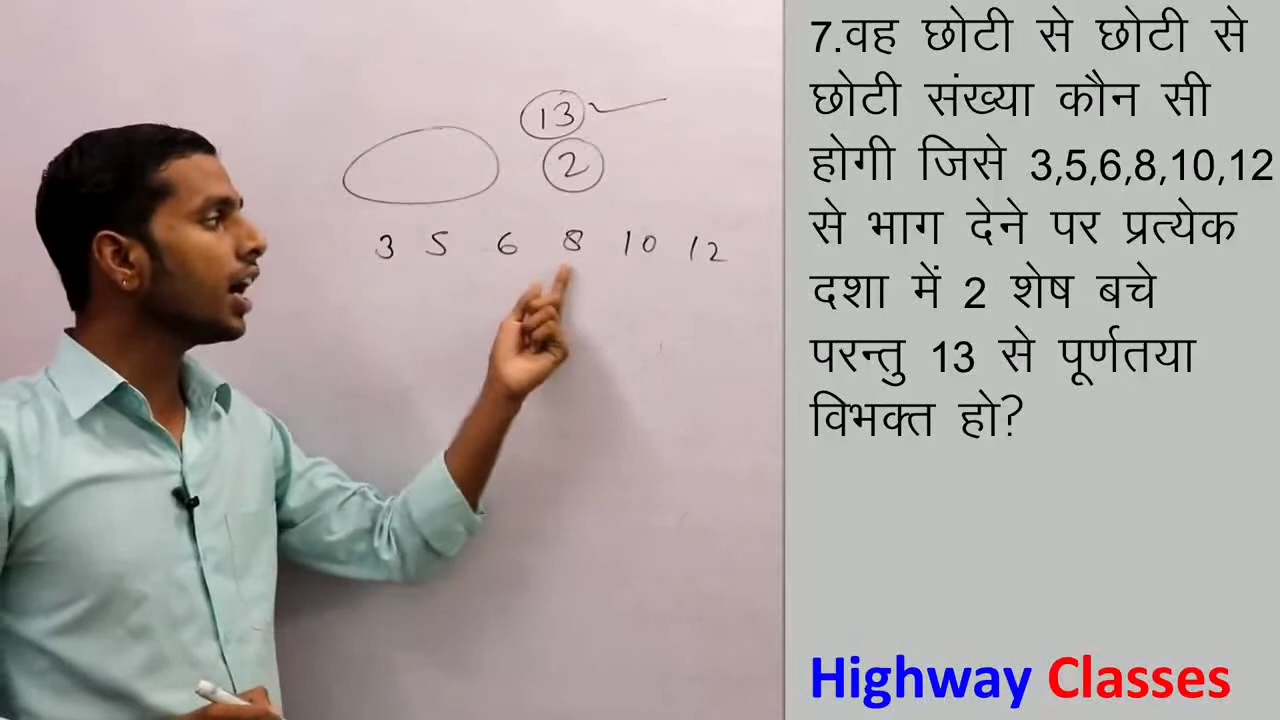 13
2
3 5 6 8 10 12
7.वह छोटी से छोटी से
छोटी संख्या कौन सी
होगी जिसे 3,5,6,8,10,12
से भाग देने पर प्रत्येक
दशा में 2 शेष बचे
परन्तु 13 से पूर्णतया
विभक्त हो?
Highway Classes